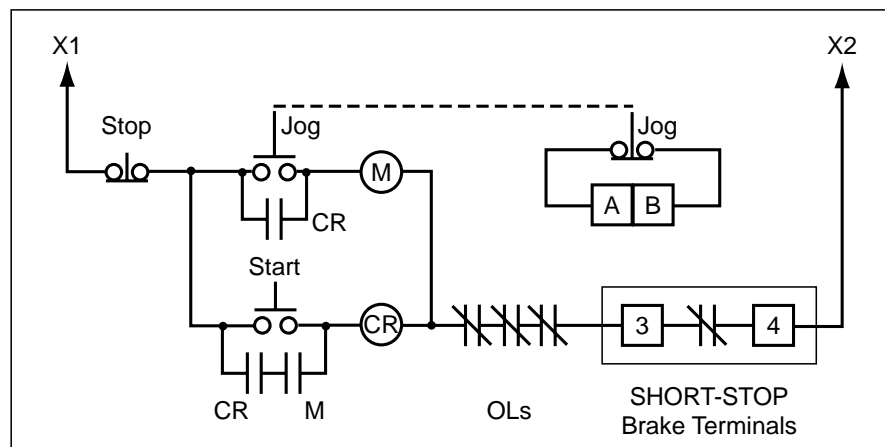 X1
X2
Stop
Jog
Jog
M
A B
CR
Start
CR
3
4
CR
M
OLs
SHORT-STOP
Brake Terminals